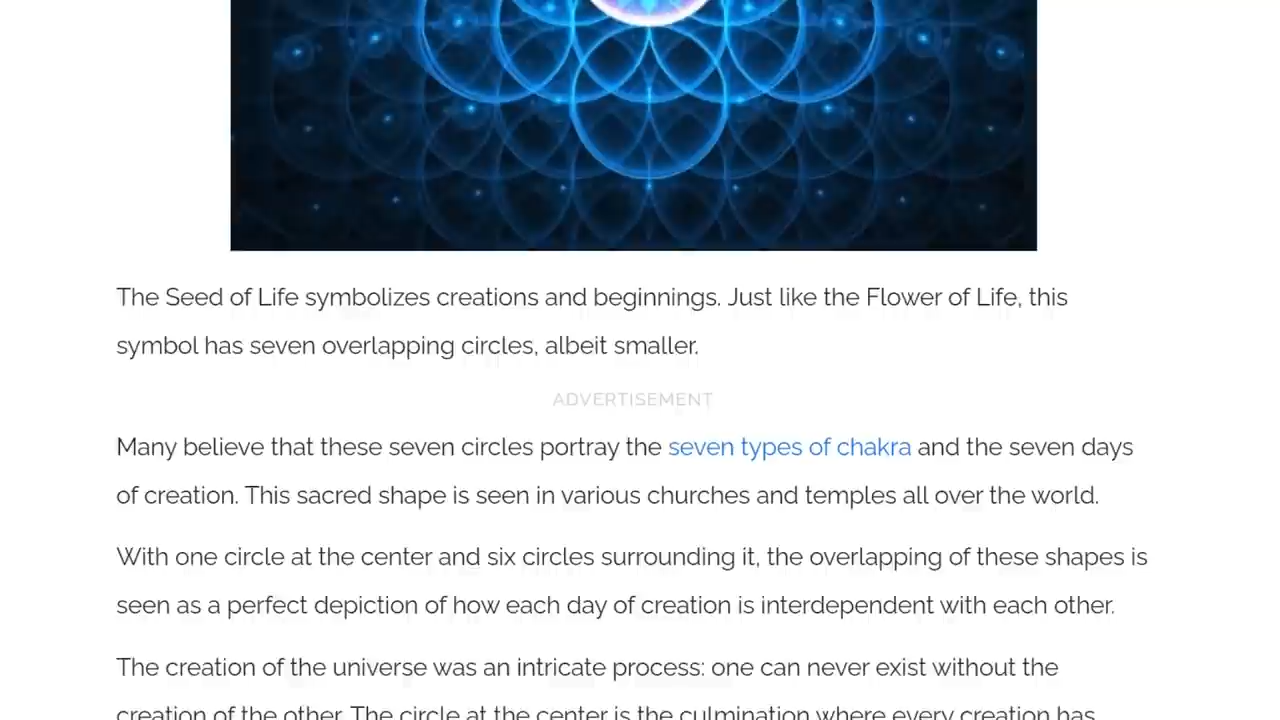 The Seed of Life symbolizes creations and beginnings. Just like the Flower of Life, this
symbol has seven overlapping circles, albeit smaller.
ADVERTISEMENT
Many believe that these seven circles portray the seven types of chakra and the seven days
of creation. This sacred shape is seen in various churches and temples all over the world.
With one circle at the center and six circles surrounding it, the overlapping of these shapes is
seen as a perfect depiction of how each day of creation is interdependent with each other.
The creation of the universe was an intricate process: one can never exist without the
creation of the other. The circle at the center is the culmination where every creation has